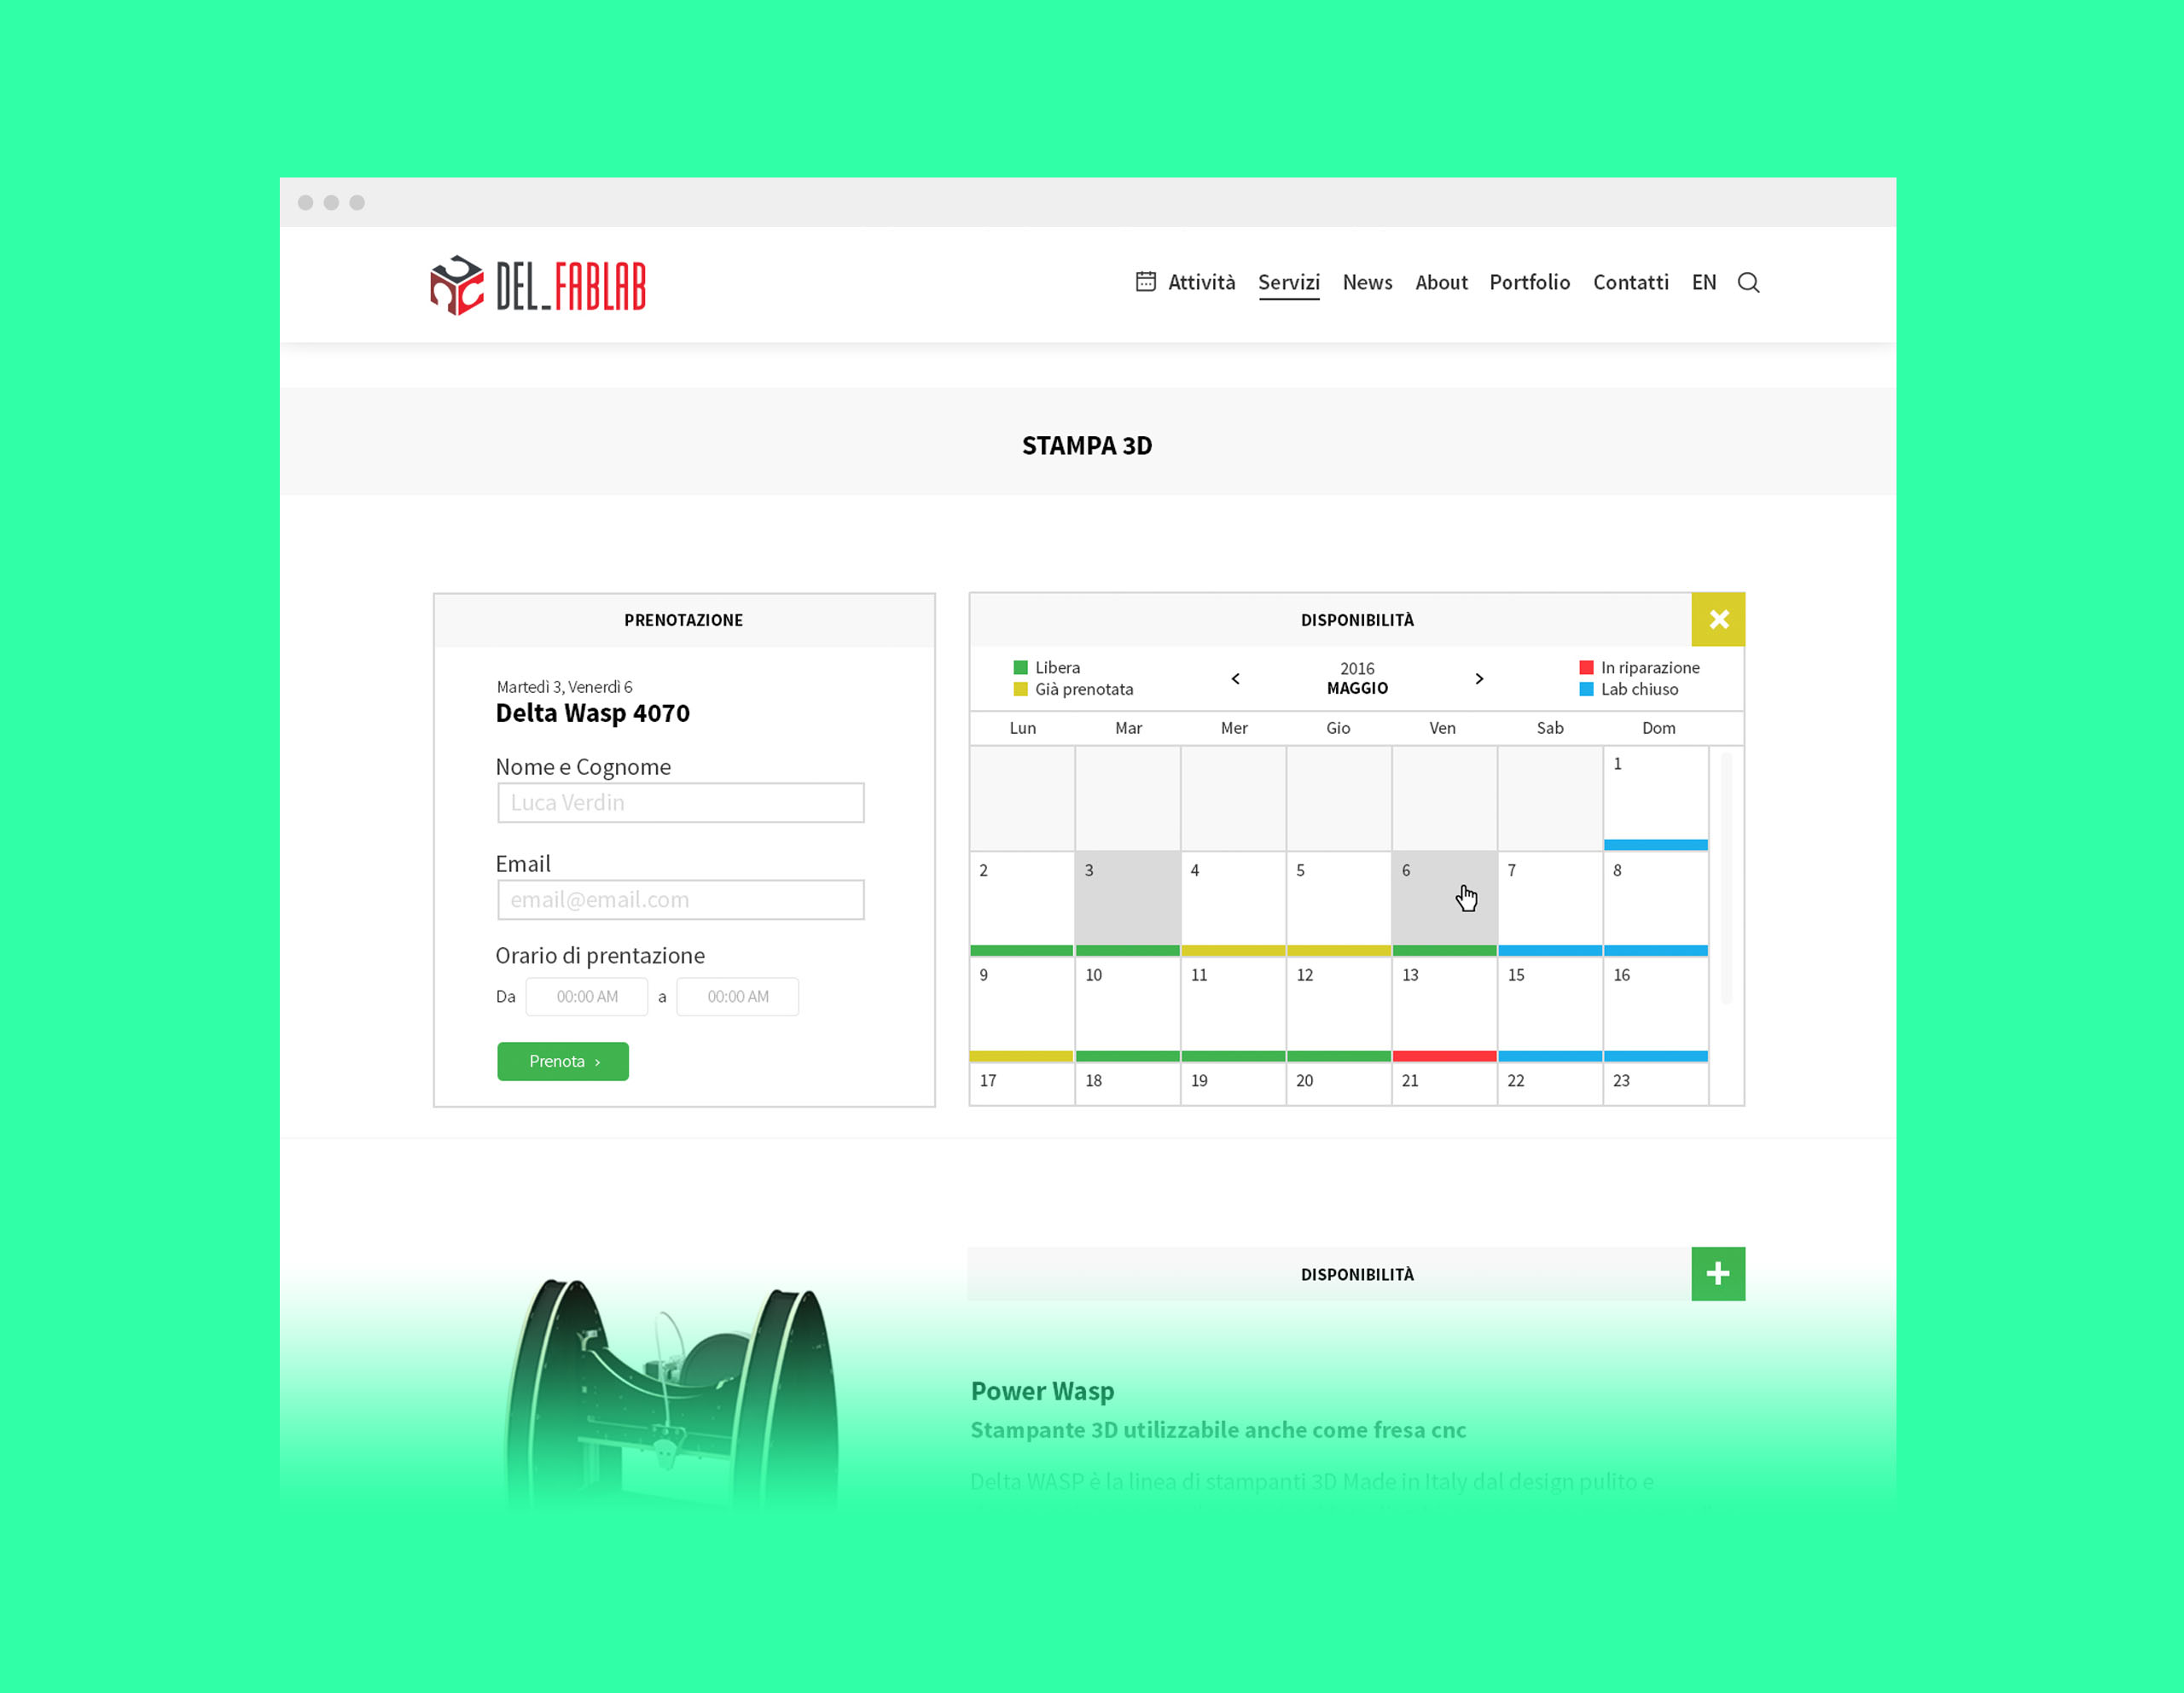 DEL_FABLAB
Attività Servizi News About Portfolio Contatti EN
STAMPA 3D
PRENOTAZIONE
Martedì 3, Venerdì 6
Delta Wasp 4070
Nome e Cognome
Luca Verdin
Email
email@email.com
Orario di prentazione
Da 00:00 AM a 00:00 AM
Prenota ›
DISPONIBILITÀ
Libera
Già prenotata
< 2016 >
MAGGIO
In riparazione
Lab chiuso
Lun Mar Mer Gio Ven Sab Dom
1
2 3 4 5 6 7 8
9 10 11 12 13 15 16
17 18 19 20 21 22 23
DISPONIBILITÀ
Power Wasp
Stampante 3D utilizzabile anche come fresa cnc
Delta WASP è la linea di stampanti 3D Made in Italy dal design pulito e